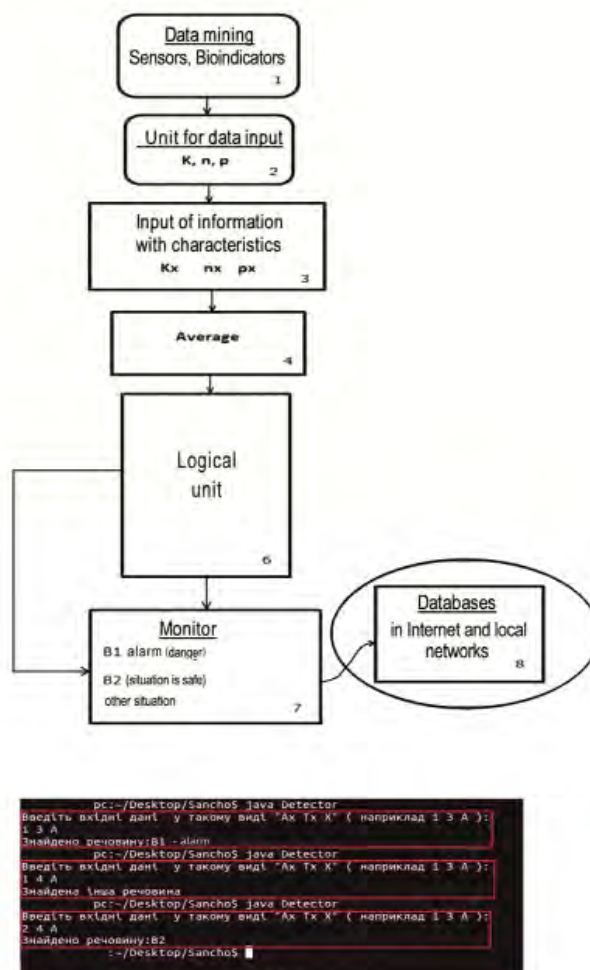 Data mining
Sensors, Bioindicators
1
Unit for data input
K, n, p
2
Input of information
with characteristics
Kx nx px
3
Average
4
Logical
unit
6
Monitor
B1 alarm (danger)
B2 (situation is safe)
other situation
7
Databases
in Internet and local
networks
8
pc:~/Desktop/Sancho$ java Detector
Введіть вхідні дані у такому виді "Ax Tx X" ( наприклад 1 3 A ):
1 3 A
Знайдено речовину:B1 - alarm
pc:~/Desktop/Sancho$ java Detector
Введіть вхідні дані у такому виді "Ax Tx X" ( наприклад 1 3 A ):
1 4 A
Знайдена інша речовина
pc:~/Desktop/Sancho$ java Detector
Введіть вхідні дані у такому виді "Ax Tx X" ( наприклад 1 3 A ):
2 4 A
Знайдено речовину:B2
:~/Desktop/Sancho$